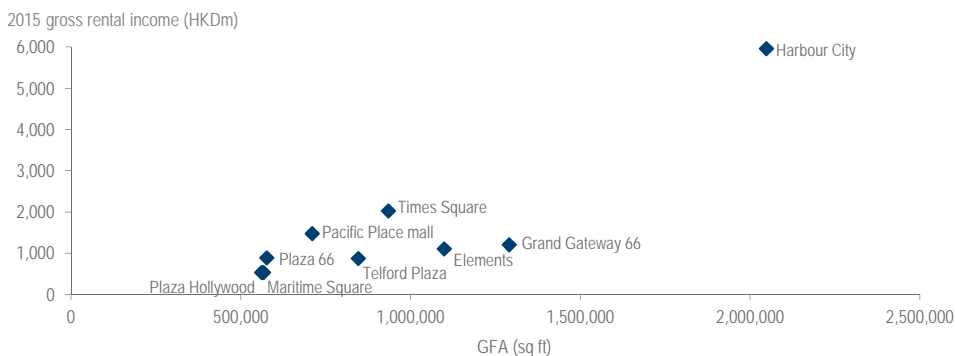 2015 gross rental income (HKDm)
6,000
Harbour City
5,000
4,000
3,000
2,000
Times Square
Pacific Place mall
Grand Gateway 66
1,000
Plaza 66
Elements
Telford Plaza
Plaza Hollywood
Maritime Square
0
0
500,000
1,000,000
1,500,000
2,000,000
2,500,000
GFA (sq ft)